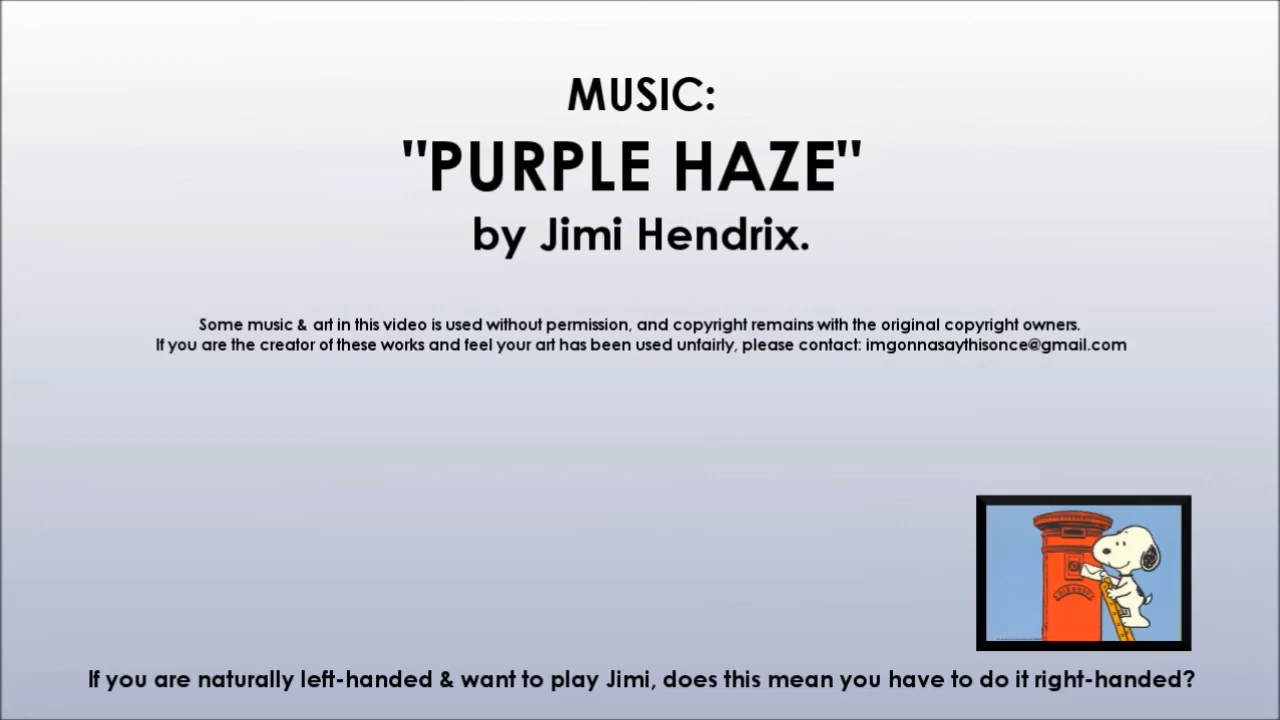 MUSIC:
"PURPLE HAZE"
by Jimi Hendrix.
Some music & art in this video is used without permission, and copyright remains with the original copyright owners.
If you are the creator of these works and feel your art has been used unfairly, please contact: imgonnasaythisonce@gmail.com
If you are naturally left-handed & want to play Jimi, does this mean you have to do it right-handed?